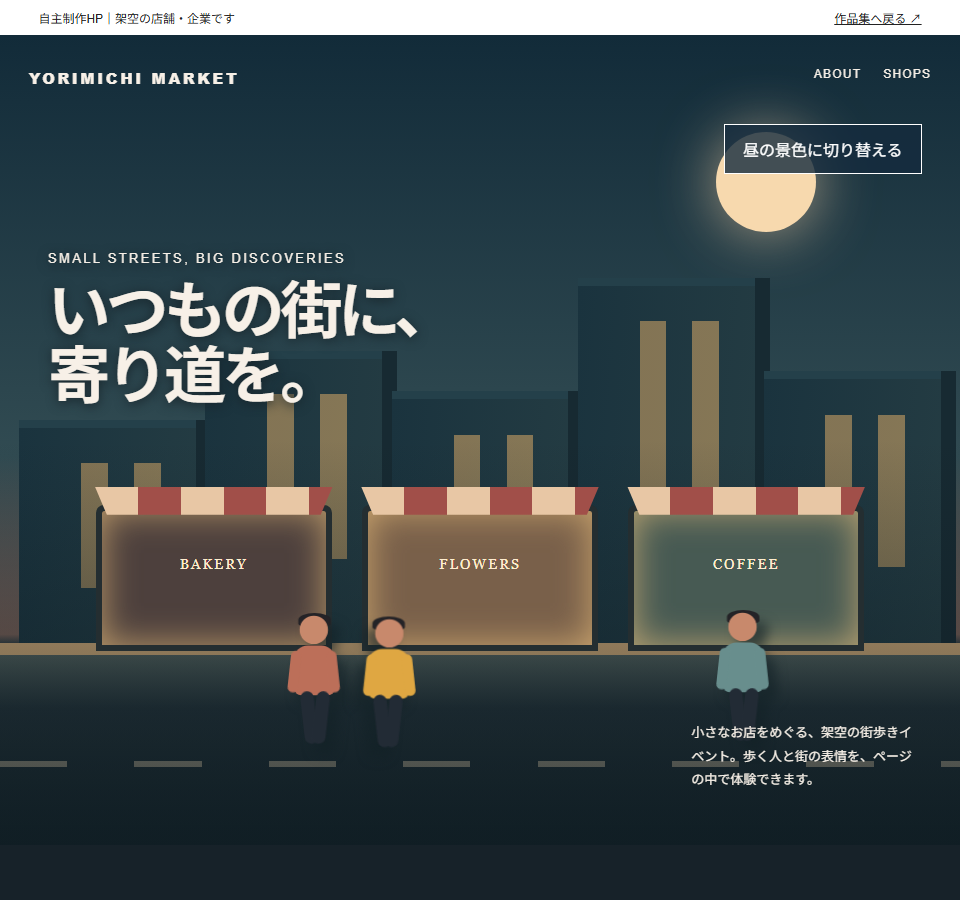 自主制作HP｜架空の店舗・企業です
作品集へ戻る ↗
YORIMICHI MARKET
ABOUT
SHOPS
昼の景色に切り替える
SMALL STREETS, BIG DISCOVERIES
いつもの街に、
寄り道を。
BAKERY
FLOWERS
COFFEE
小さなお店をめぐる、架空の街歩きイ
ベント。歩く人と街の表情を、ページ
の中で体験できます。